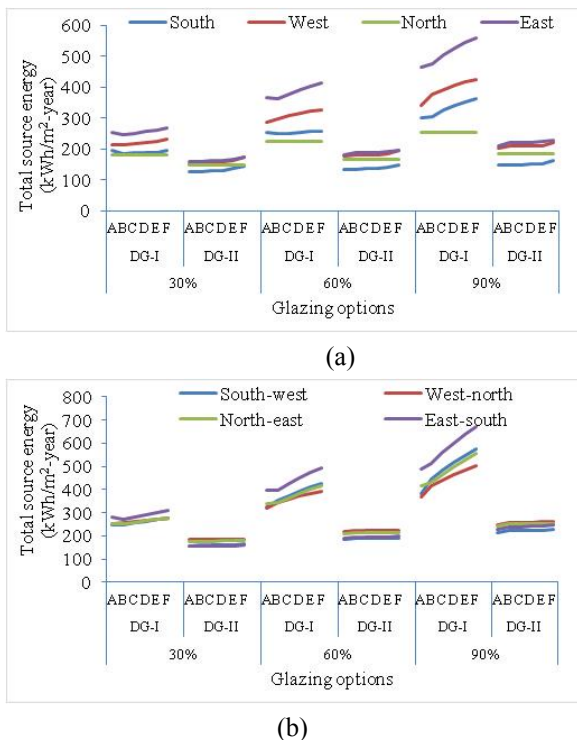 South West North East
Total source energy
(kWh/m²-year)
600
500
400
300
200
100
0
ABCDEF ABCDEF ABCDEF ABCDEF ABCDEF ABCDEF
DG-I DG-II DG-I DG-II DG-I DG-II
30% 60% 90%
Glazing options
(a)
South-west West-north
North-east East-south
Total source energy
(kWh/m²-year)
800
700
600
500
400
300
200
100
0
ABCDEF ABCDEF ABCDEF ABCDEF ABCDEF ABCDEF
DG-I DG-II DG-I DG-II DG-I DG-II
30% 60% 90%
Glazing options
(b)